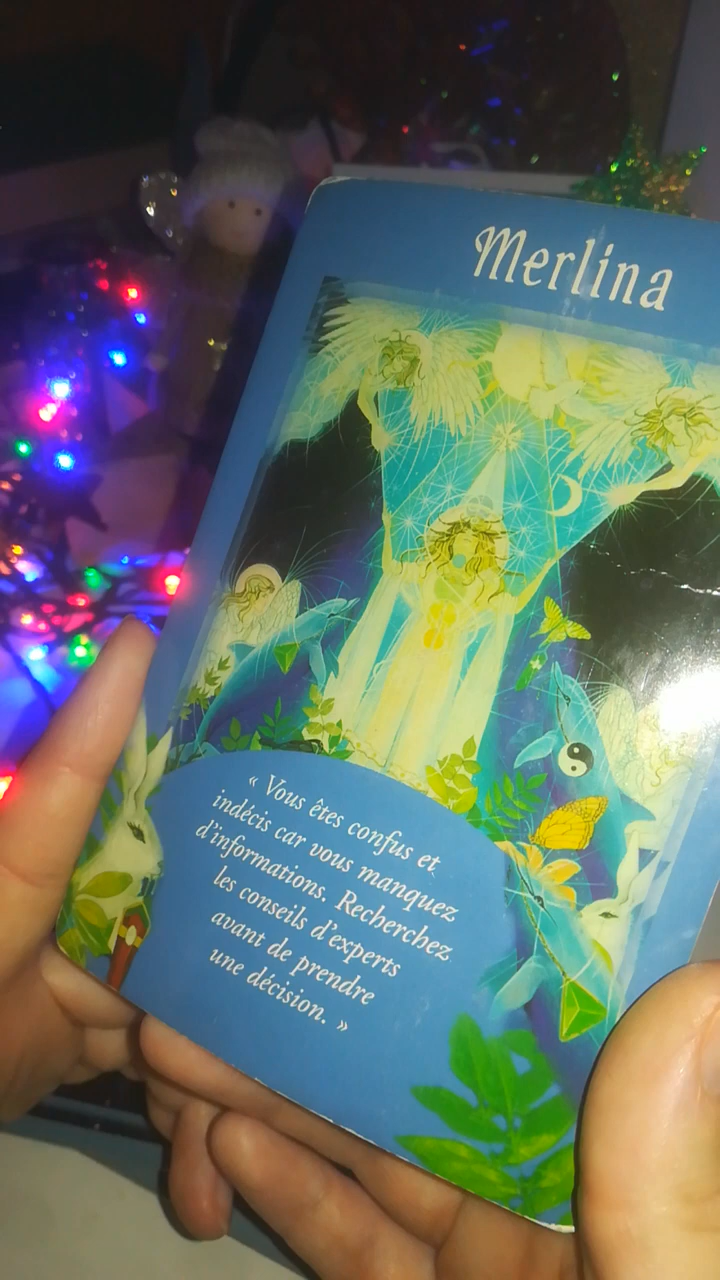 Merlina
« Vous êtes confus et
indécis car vous manquez
d'informations. Recherchez
les conseils d'experts
avant de prendre
une décision. »